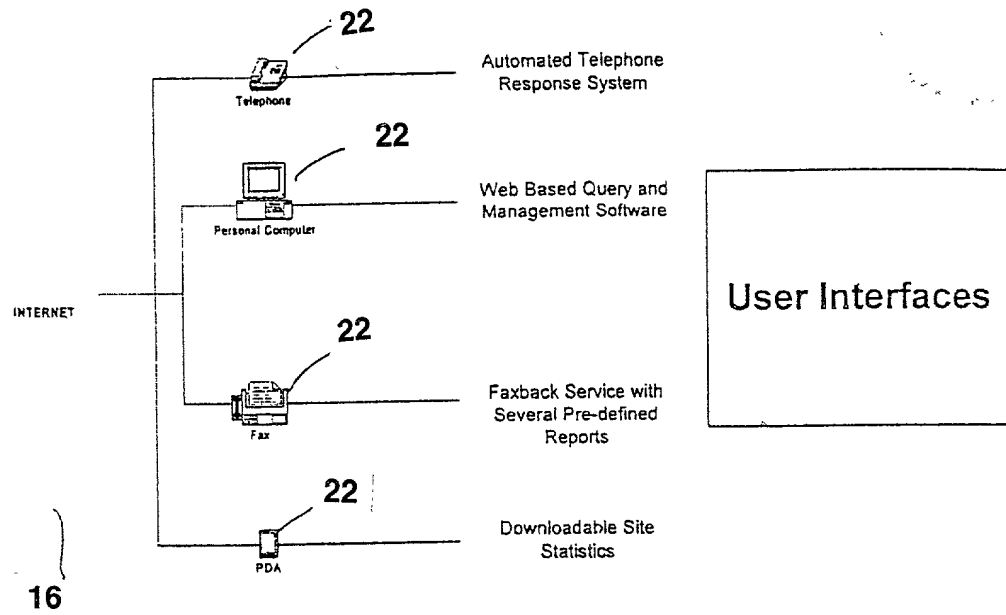 22
Automated Telephone
Response System
Telephone
22
Web Based Query and
Management Software
Personal Computer
User Interfaces
INTERNET
22
Faxback Service with
Several Pre-defined
Reports
Fax
22
Downloadable Site
Statistics
PDA
16